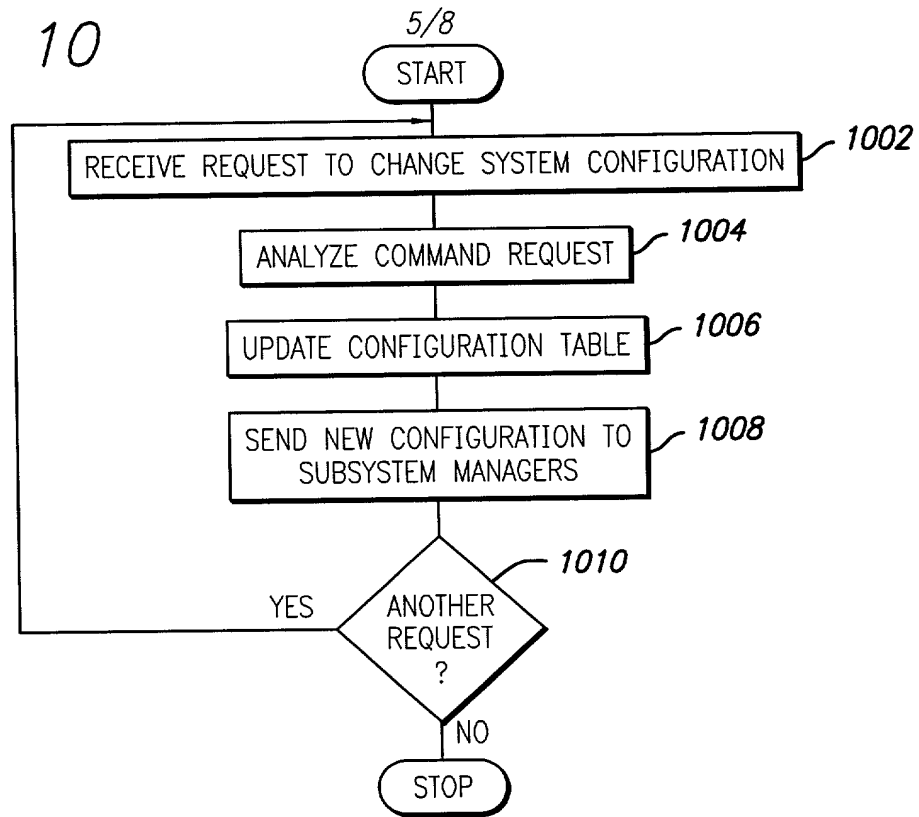 10
5/8
START
RECEIVE REQUEST TO CHANGE SYSTEM CONFIGURATION
1002
ANALYZE COMMAND REQUEST
1004
UPDATE CONFIGURATION TABLE
1006
SEND NEW CONFIGURATION TO
SUBSYSTEM MANAGERS
1008
1010
YES
ANOTHER
REQUEST
?
NO
STOP